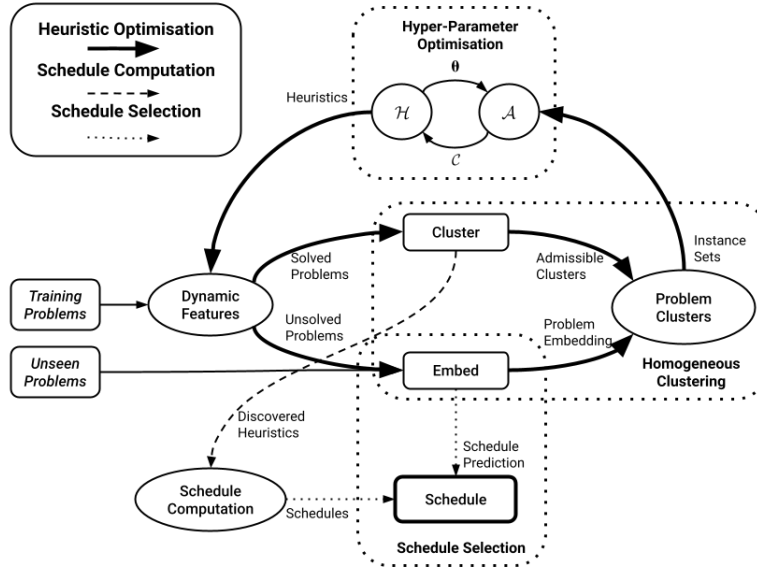 Heuristic Optimisation
Schedule Computation
Schedule Selection
Hyper-Parameter
Optimisation
θ
ℋ
𝒜
𝒞
Heuristics
Cluster
Solved
Problems
Admissible
Clusters
Instance
Sets
Training
Problems
Dynamic
Features
Problem
Clusters
Unsolved
Problems
Problem
Embedding
Unseen
Problems
Embed
Homogeneous
Clustering
Discovered
Heuristics
Schedule
Prediction
Schedule
Computation
Schedules
Schedule
Schedule Selection